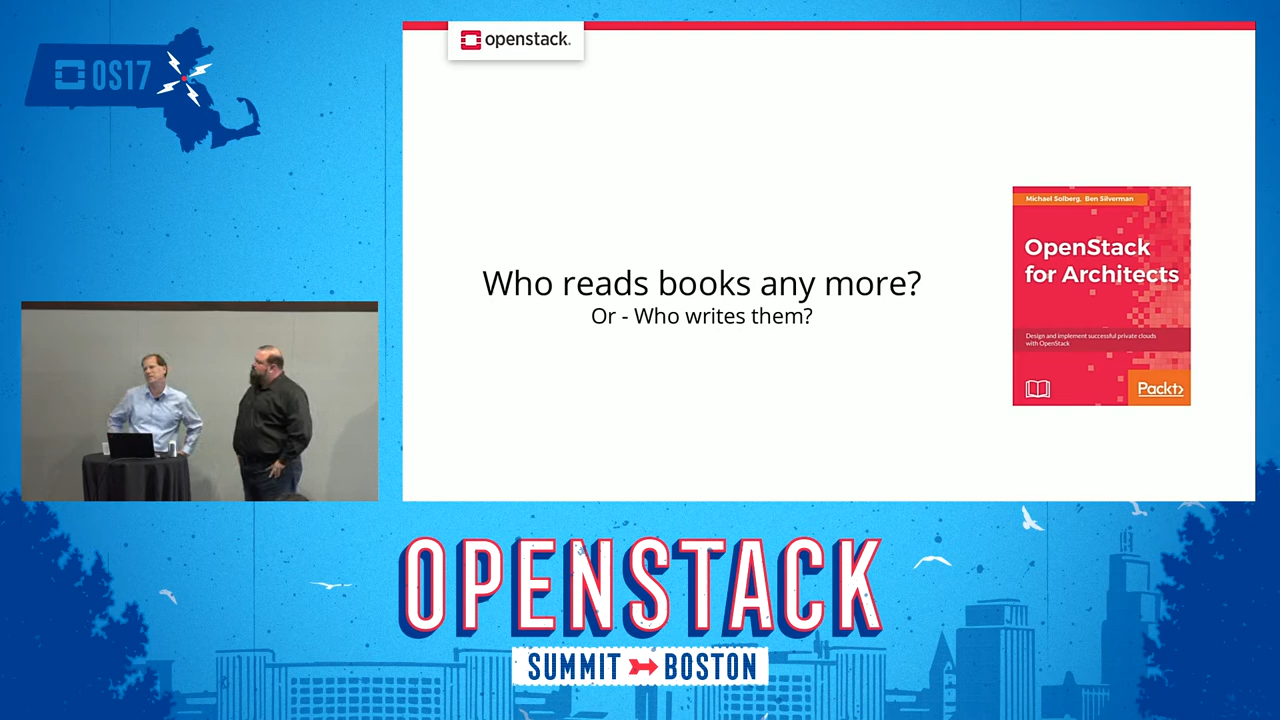 OS17
openstack.
Who reads books any more?
Or - Who writes them?
Michael Solberg, Ben Silverman
OpenStack
for Architects
Design and implement successful private clouds
with OpenStack
Packt>
OPENSTACK
SUMMIT BOSTON